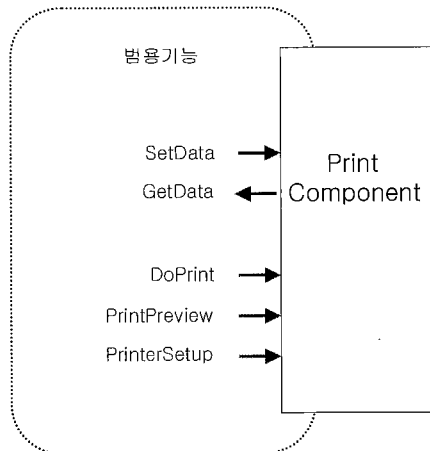 범용기능
SetData
GetData
Print
Component
DoPrint
PrintPreview
PrinterSetup